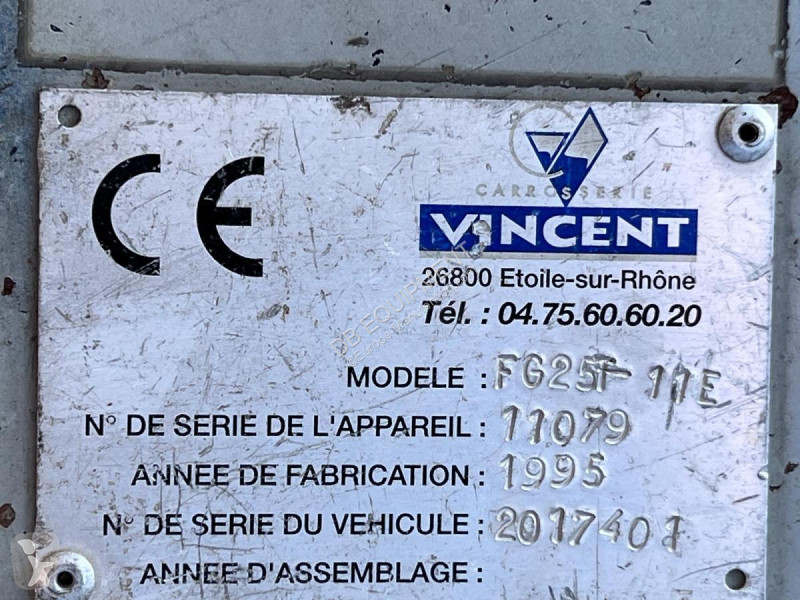 CE
CARROSSERIE
VINCENT
26800 Etoile-sur-Rhône
Tél. : 04.75.60.60.20
MODELE : FG25F-11E
N° DE SERIE DE L'APPAREIL : 11079
ANNEE DE FABRICATION : 1995
N° DE SERIE DU VEHICULE : 2017401
ANNEE D'ASSEMBLAGE :